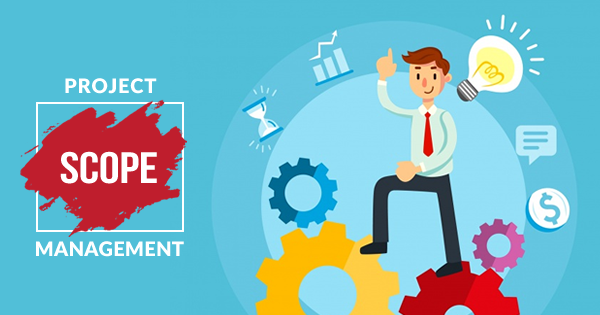 PROJECT
SCOPE
MANAGEMENT
$